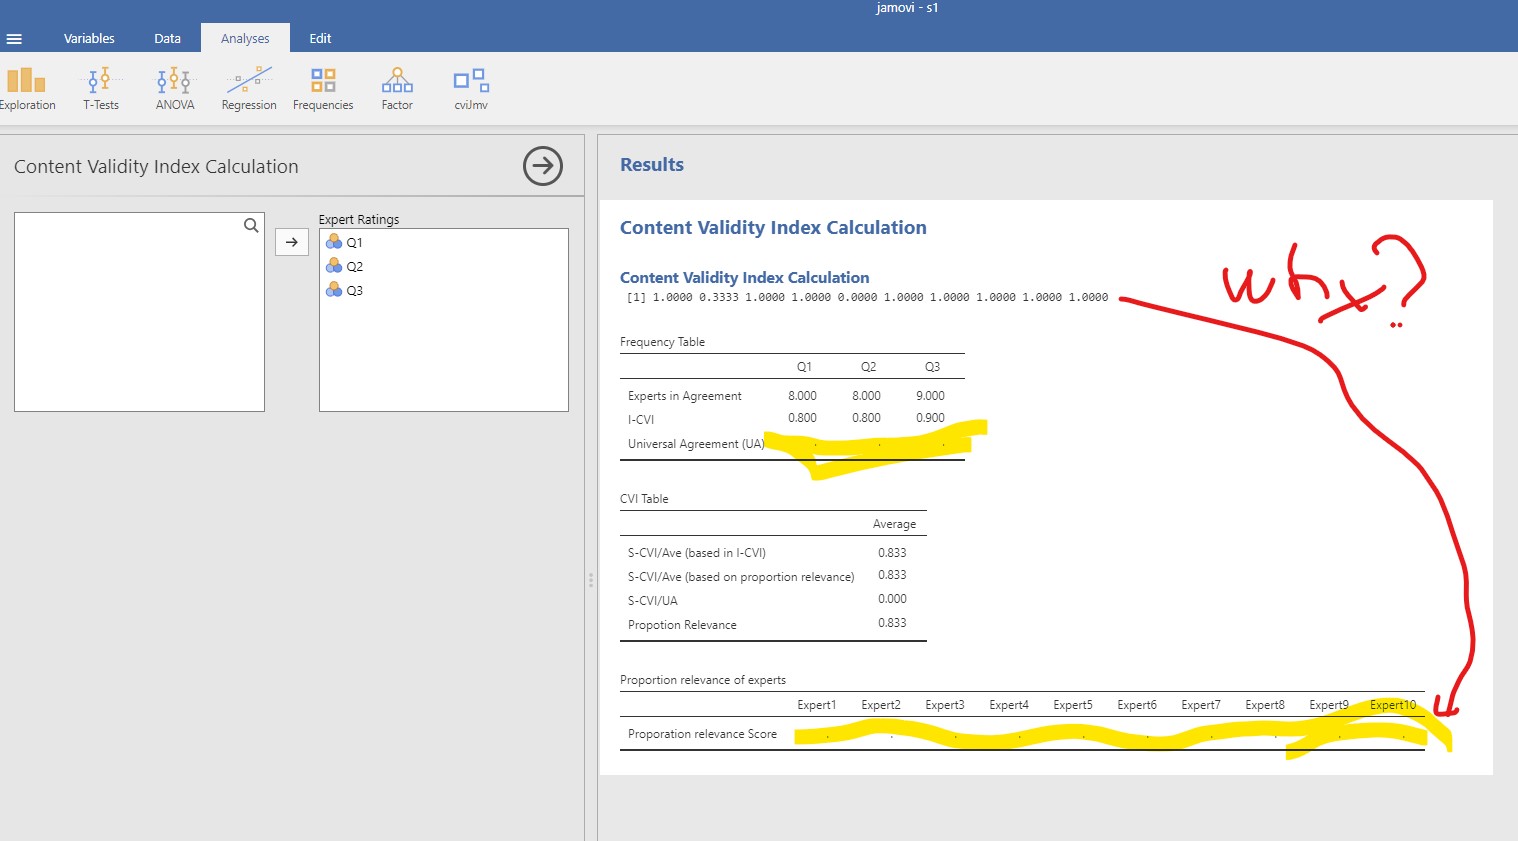 jamovi - s1
Variables Data Analyses Edit
Exploration T-Tests ANOVA Regression Frequencies Factor cviJmv
Content Validity Index Calculation
Expert Ratings
Q1
Q2
Q3
Results
Content Validity Index Calculation
Content Validity Index Calculation
[1] 1.0000 0.3333 1.0000 1.0000 0.0000 1.0000 1.0000 1.0000 1.0000 1.0000
why?
Frequency Table
Q1 Q2 Q3
Experts in Agreement 8.000 8.000 9.000
I-CVI 0.800 0.800 0.900
Universal Agreement (UA) . . .
CVI Table
Average
S-CVI/Ave (based in I-CVI) 0.833
S-CVI/Ave (based on proportion relevance) 0.833
S-CVI/UA 0.000
Propotion Relevance 0.833
Proportion relevance of experts
Expert1 Expert2 Expert3 Expert4 Expert5 Expert6 Expert7 Expert8 Expert9 Expert10
Proporation relevance Score . . . . . . . . . .